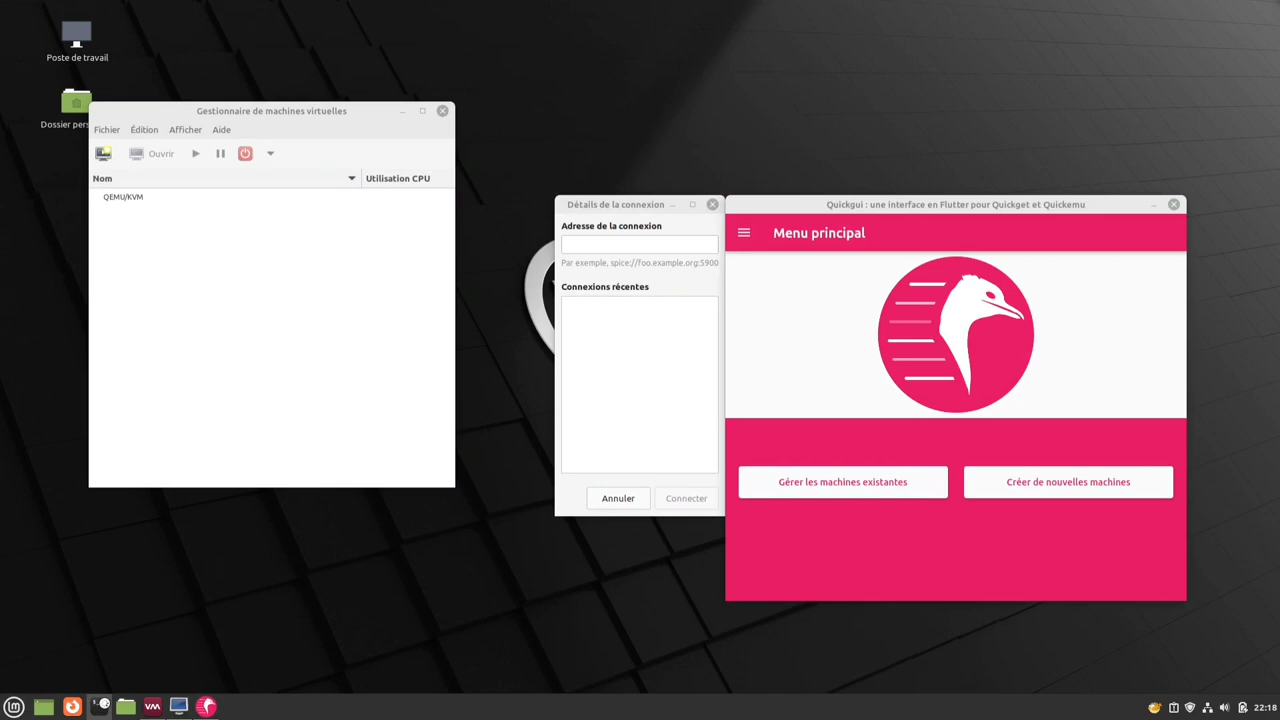 Poste de travail
Dossier pers
Gestionnaire de machines virtuelles
Fichier Édition Afficher Aide
Ouvrir
Nom Utilisation CPU
QEMU/KVM
Détails de la connexion
Adresse de la connexion
Par exemple, spice://foo.example.org:5900
Connexions récentes
Annuler Connecter
Quickgui : une interface en Flutter pour Quickget et Quickemu
Menu principal
Gérer les machines existantes Créer de nouvelles machines
22:18